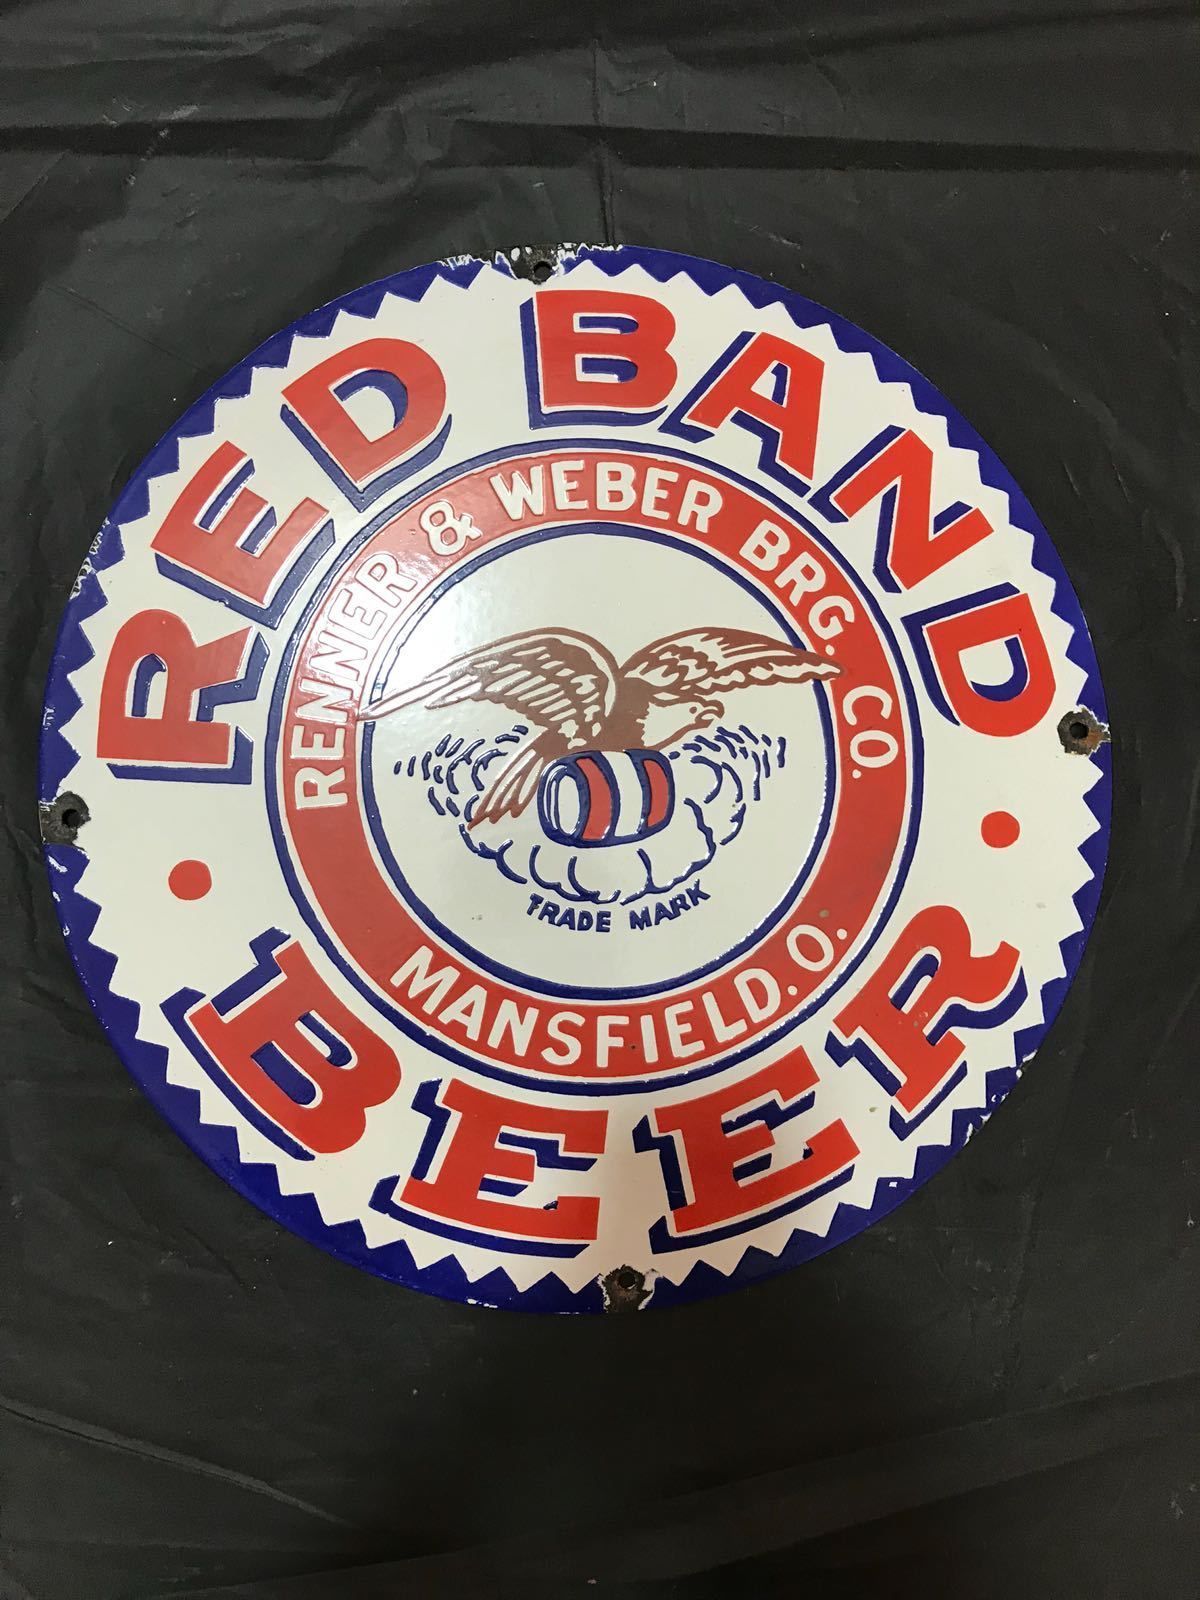 RED BAND
RENNER & WEBER BRG. CO.
TRADE MARK
MANSFIELD. O.
BEER